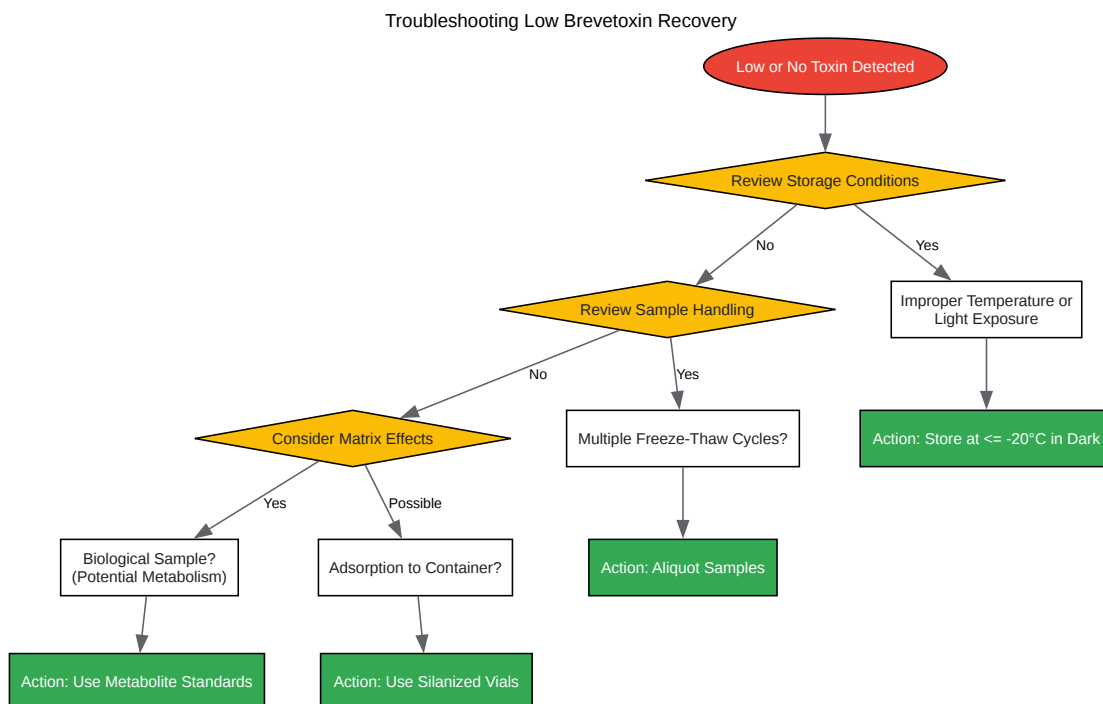 Troubleshooting Low Brevetoxin Recovery
Low or No Toxin Detected
Review Storage Conditions
No
Yes
Review Sample Handling
Improper Temperature or
Light Exposure
No
Yes
Consider Matrix Effects
Multiple Freeze-Thaw Cycles?
Action: Store at <= -20°C in Dark
Yes
Possible
Biological Sample?
(Potential Metabolism)
Adsorption to Container?
Action: Aliquot Samples
Action: Use Metabolite Standards
Action: Use Silanized Vials